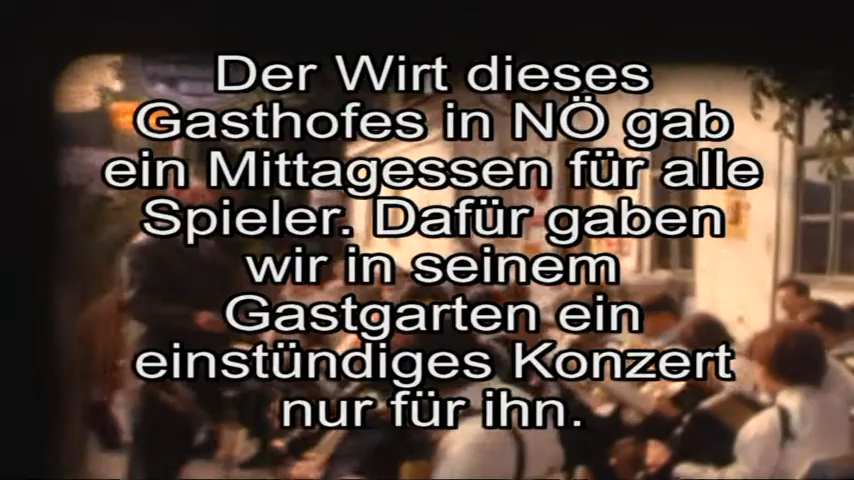 Der Wirt dieses
Gasthofes in NÖ gab
ein Mittagessen für alle
Spieler. Dafür gaben
wir in seinem
Gastgarten ein
einstündiges Konzert
nur für ihn.